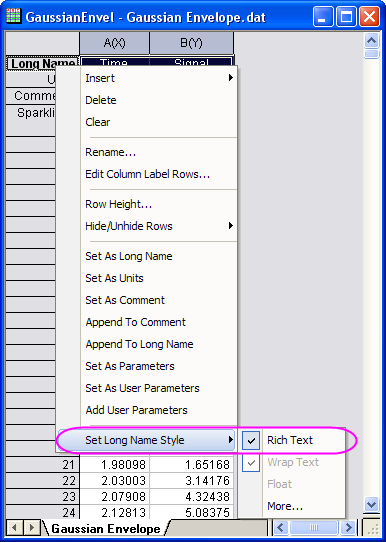 GaussianEnvel - Gaussian Envelope.dat
A(X) B(Y)
Long Name Time Signal
U
Comme
Sparkli
Insert
Delete
Clear
Rename...
Edit Column Label Rows...
Row Height...
Hide/Unhide Rows
Set As Long Name
Set As Units
Set As Comment
Append To Comment
Append To Long Name
Set As Parameters
Set As User Parameters
Add User Parameters
Set Long Name Style
Rich Text
Wrap Text
Float
More...
21 1.98098 1.65168
22 2.03003 3.14176
23 2.07908 4.32438
24 2.12813 5.08375
Gaussian Envelope